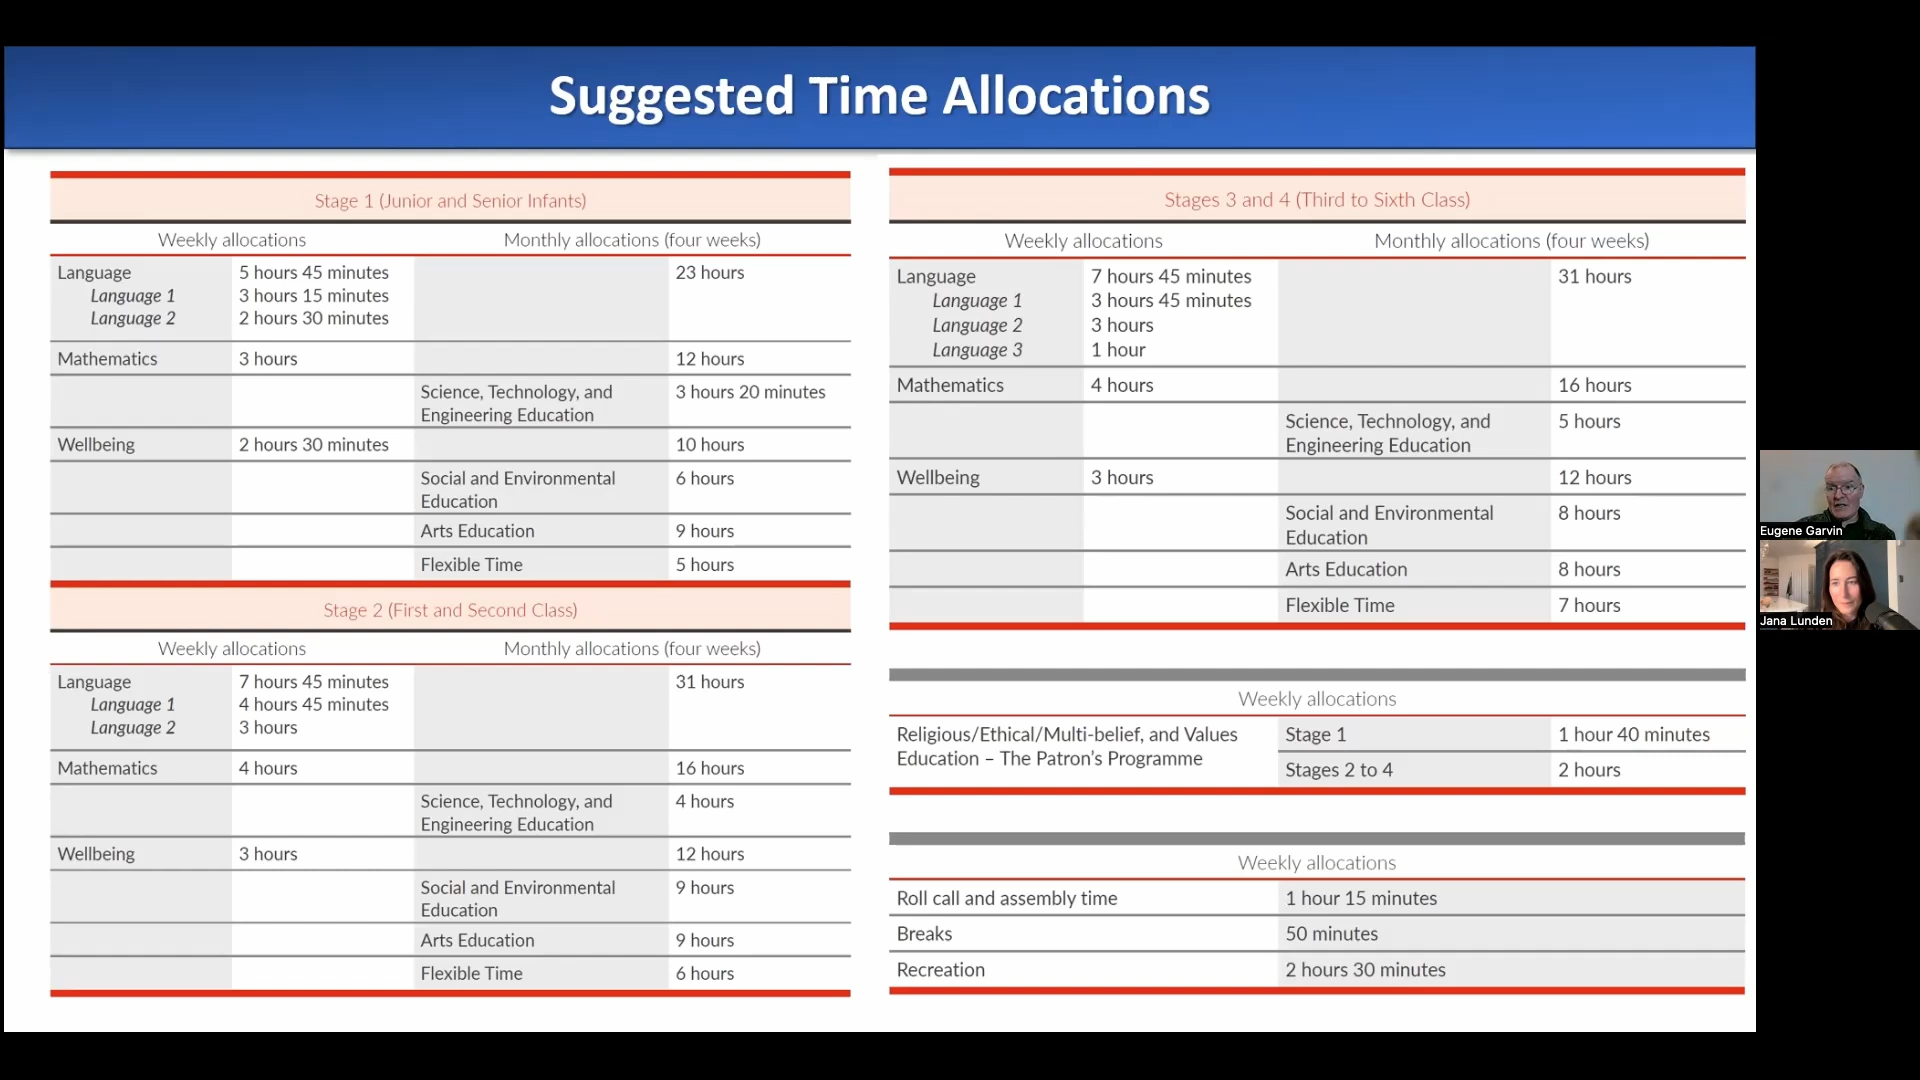 Suggested Time Allocations
Stage 1 (Junior and Senior Infants)
Weekly allocations Monthly allocations (four weeks)
Language 5 hours 45 minutes 23 hours
Language 1 3 hours 15 minutes
Language 2 2 hours 30 minutes
Mathematics 3 hours 12 hours
Science, Technology, and 3 hours 20 minutes
Engineering Education
Wellbeing 2 hours 30 minutes 10 hours
Social and Environmental 6 hours
Education
Arts Education 9 hours
Flexible Time 5 hours
Stage 2 (First and Second Class)
Weekly allocations Monthly allocations (four weeks)
Language 7 hours 45 minutes 31 hours
Language 1 4 hours 45 minutes
Language 2 3 hours
Mathematics 4 hours 16 hours
Science, Technology, and 4 hours
Engineering Education
Wellbeing 3 hours 12 hours
Social and Environmental 9 hours
Education
Arts Education 9 hours
Flexible Time 6 hours
Stages 3 and 4 (Third to Sixth Class)
Weekly allocations Monthly allocations (four weeks)
Language 7 hours 45 minutes 31 hours
Language 1 3 hours 45 minutes
Language 2 3 hours
Language 3 1 hour
Mathematics 4 hours 16 hours
Science, Technology, and 5 hours
Engineering Education
Wellbeing 3 hours 12 hours
Social and Environmental 8 hours
Education
Arts Education 8 hours
Flexible Time 7 hours
Weekly allocations
Religious/Ethical/Multi-belief, and Values Stage 1 1 hour 40 minutes
Education – The Patron's Programme
Stages 2 to 4 2 hours
Weekly allocations
Roll call and assembly time 1 hour 15 minutes
Breaks 50 minutes
Recreation 2 hours 30 minutes
Eugene Garvin
Jana Lunden